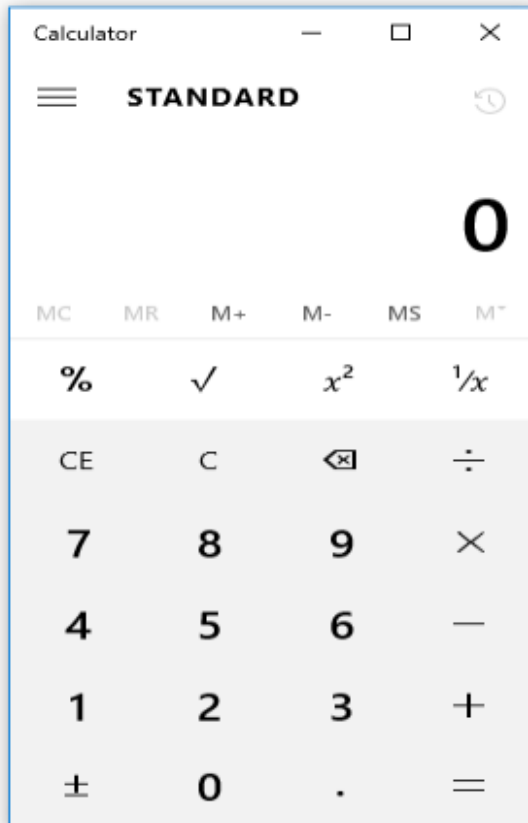 Calculator
STANDARD
0
MC MR M+ M- MS M˅
% √ x² ¹/x
CE C ÷
7 8 9 ×
4 5 6 −
1 2 3 +
± 0 . =